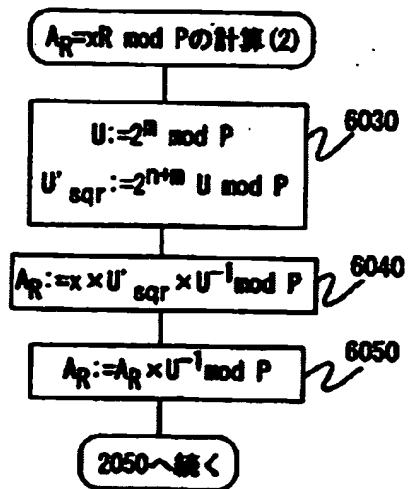 A_R=xR mod Pの計算(2)
U:=2^m mod P
U'_sqr:=2^{n+m} U mod P
6030
A_R:=x×U'_sqr×U^{-1} mod P
6040
A_R:=A_R×U^{-1} mod P
6050
2050へ続く